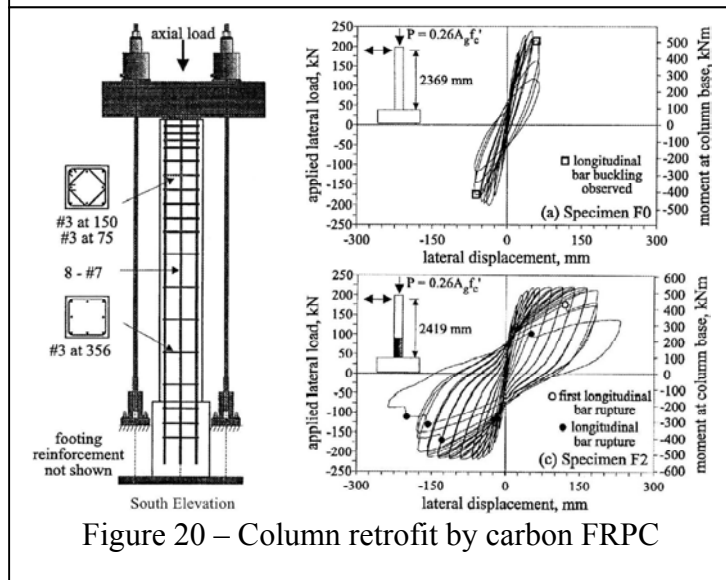 axial load
#3 at 150
#3 at 75
8 - #7
#3 at 356
footing
reinforcement
not shown
South Elevation
applied lateral load, kN
250
200
150
100
50
0
-50
-100
-150
-200
-250
P = 0.26Agfc'
2369 mm
longitudinal
bar buckling
observed
(a) Specimen F0
500
400
300
200
100
0
-100
-200
-300
-400
-500
moment at column base, kNm
-300
-150
0
150
300
lateral displacement, mm
applied lateral load, kN
250
200
150
100
50
0
-50
-100
-150
-200
-250
P = 0.26Agfc'
2419 mm
first longitudinal
bar rupture
longitudinal
bar rupture
(c) Specimen F2
600
500
400
300
200
100
0
-100
-200
-300
-400
-500
-600
moment at column base, kNm
-300
-150
0
150
300
lateral displacement, mm
Figure 20 – Column retrofit by carbon FRPC